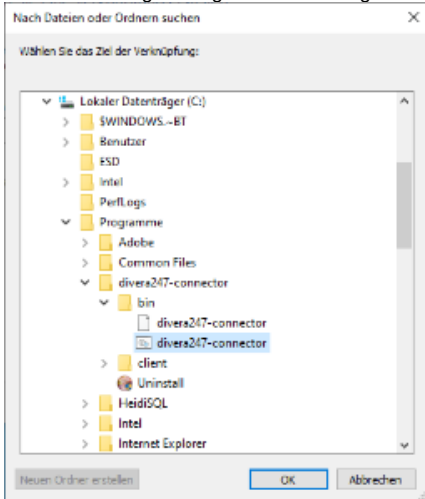 Nach Dateien oder Ordnern suchen
Wählen Sie das Ziel der Verknüpfung:
Lokaler Datenträger (C:)
$WINDOWS.~BT
Benutzer
ESD
Intel
PerfLogs
Programme
Adobe
Common Files
divera247-connector
bin
divera247-connector
divera247-connector
client
Uninstall
HeidiSQL
Intel
Internet Explorer
Neuen Ordner erstellen
OK
Abbrechen